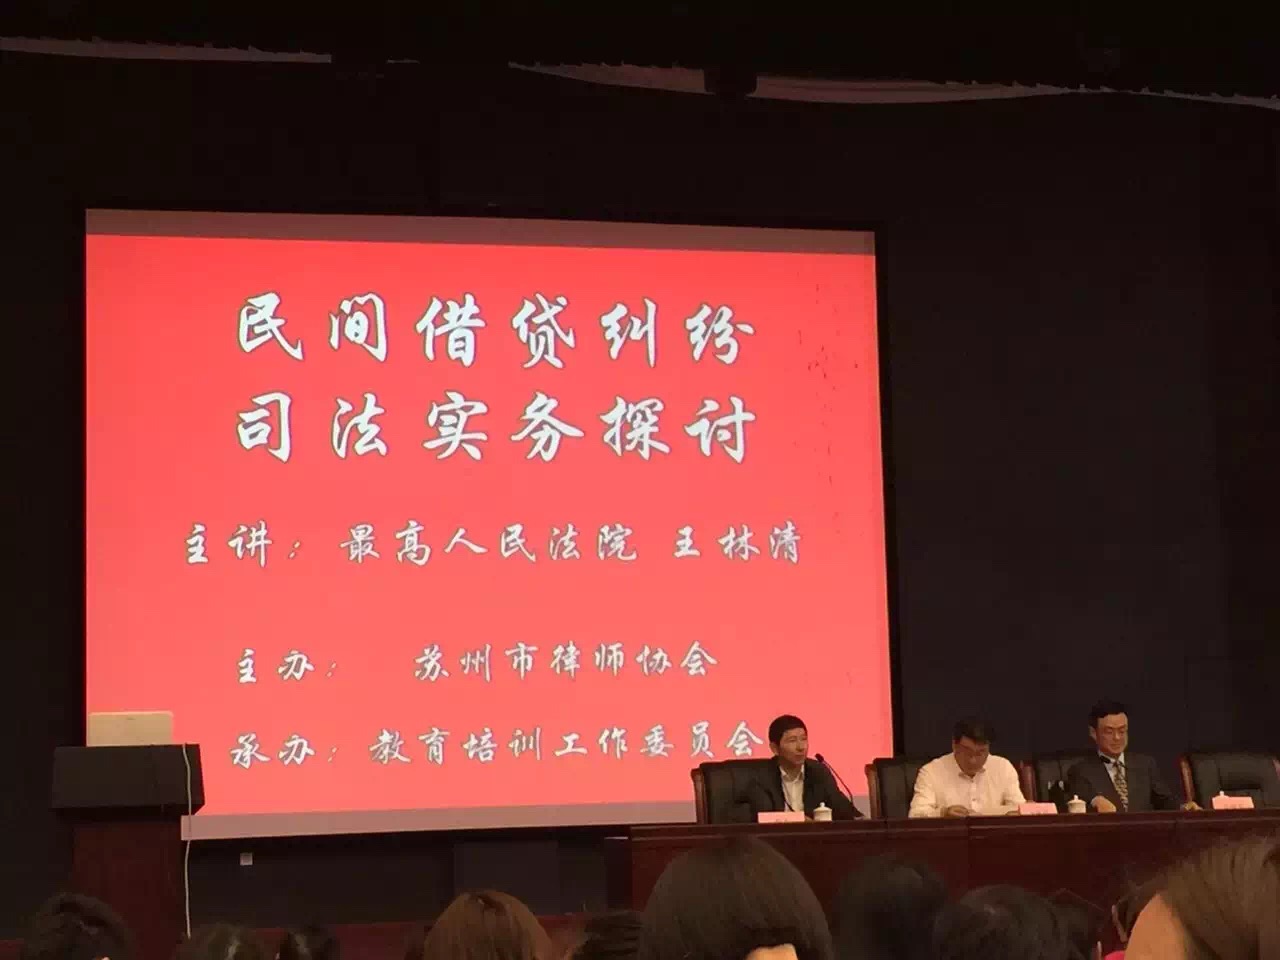 民间借贷纠纷
司法实务探讨
主讲：最高人民法院 王林清
主办： 苏州市律师协会
承办：教育培训工作委员会